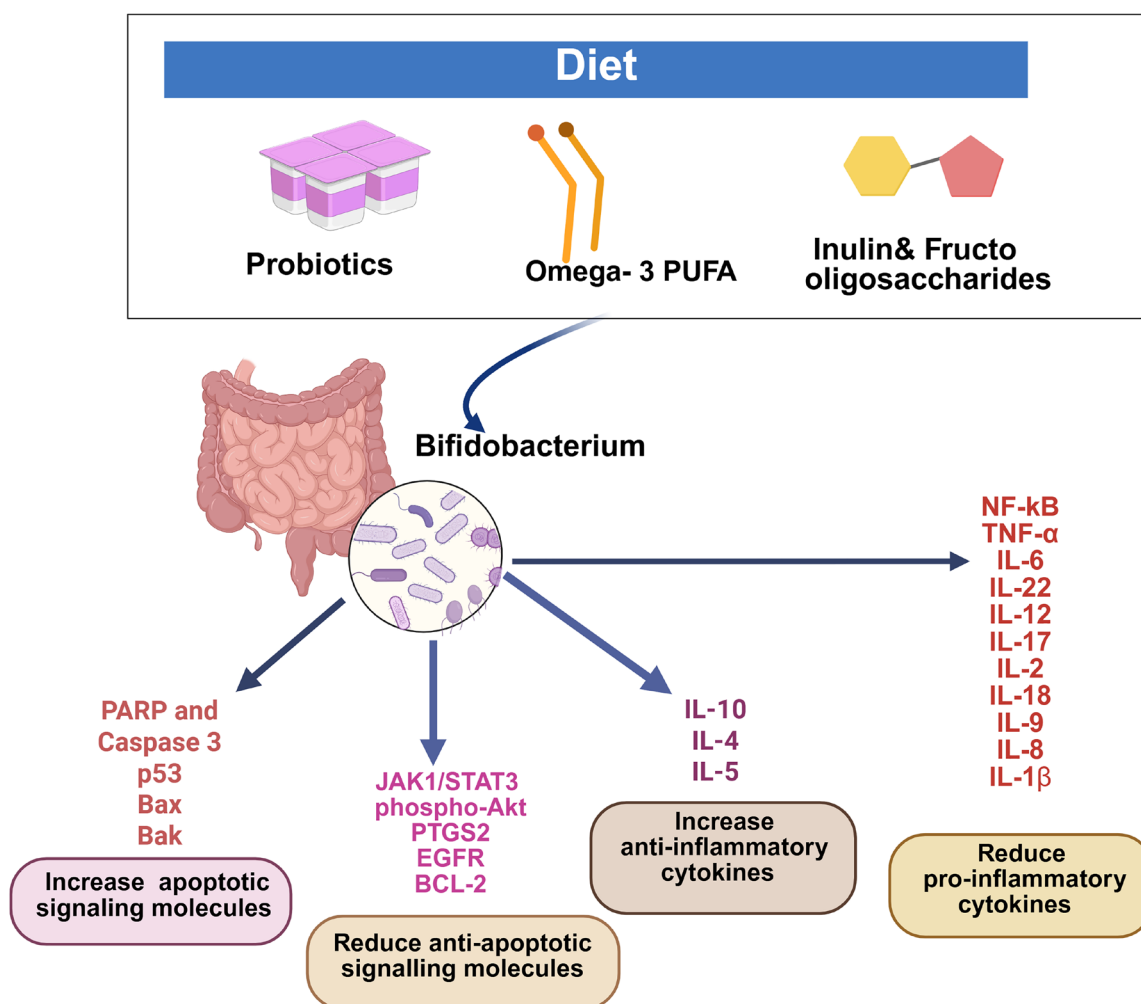 Diet
Probiotics
Omega- 3 PUFA
Inulin& Fructo
oligosaccharides
Bifidobacterium
PARP and
Caspase 3
p53
Bax
Bak
Increase apoptotic
signaling molecules
JAK1/STAT3
phospho-Akt
PTGS2
EGFR
BCL-2
Reduce anti-apoptotic
signalling molecules
IL-10
IL-4
IL-5
Increase
anti-inflammatory
cytokines
NF-kB
TNF-α
IL-6
IL-22
IL-12
IL-17
IL-2
IL-18
IL-9
IL-8
IL-1β
Reduce
pro-inflammatory
cytokines